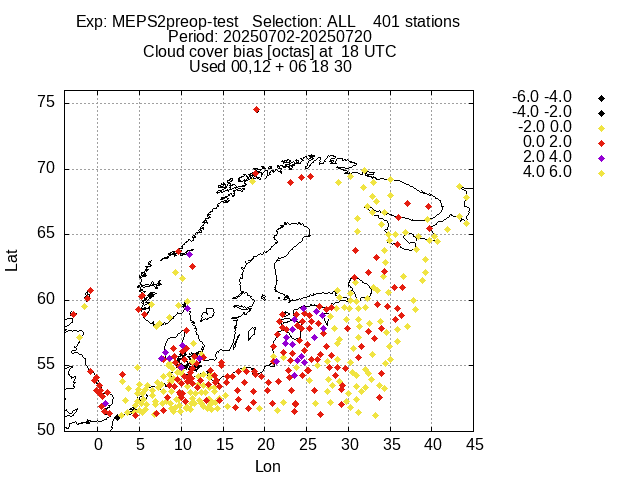 Exp: MEPS2preop-test   Selection: ALL    401 stations
Period: 20250702-20250720
Cloud cover bias [octas] at  18 UTC
Used 00,12 + 06 18 30
-6.0 -4.0
-4.0 -2.0
-2.0 0.0
0.0 2.0
2.0 4.0
4.0 6.0
75
70
65
60
55
50
Lat
0 5 10 15 20 25 30 35 40 45
Lon